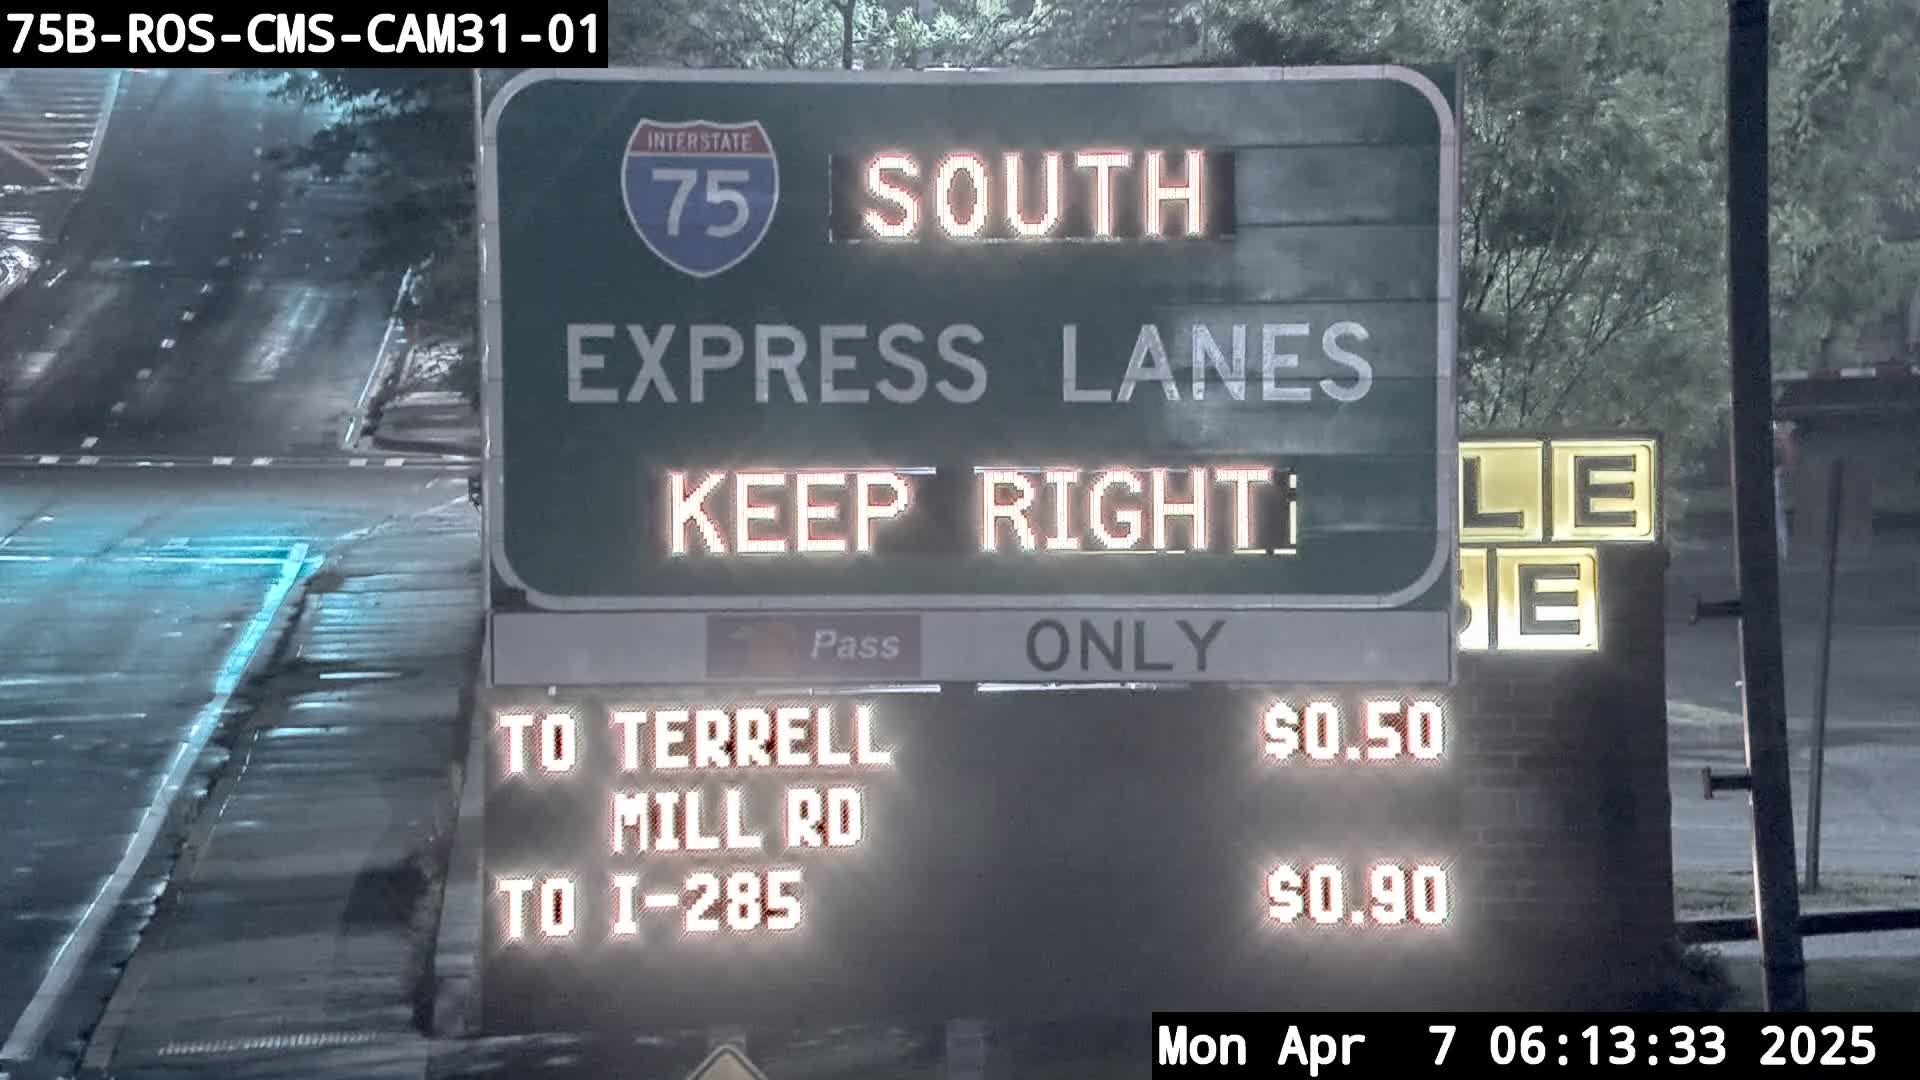 75B-ROS-CMS-CAM31-01
INTERSTATE
75
SOUTH
EXPRESS LANES
KEEP RIGHT
Pass ONLY
TO TERRELL $0.50
MILL RD
TO I-285 $0.90
LE
E
Mon Apr 7 06:13:33 2025